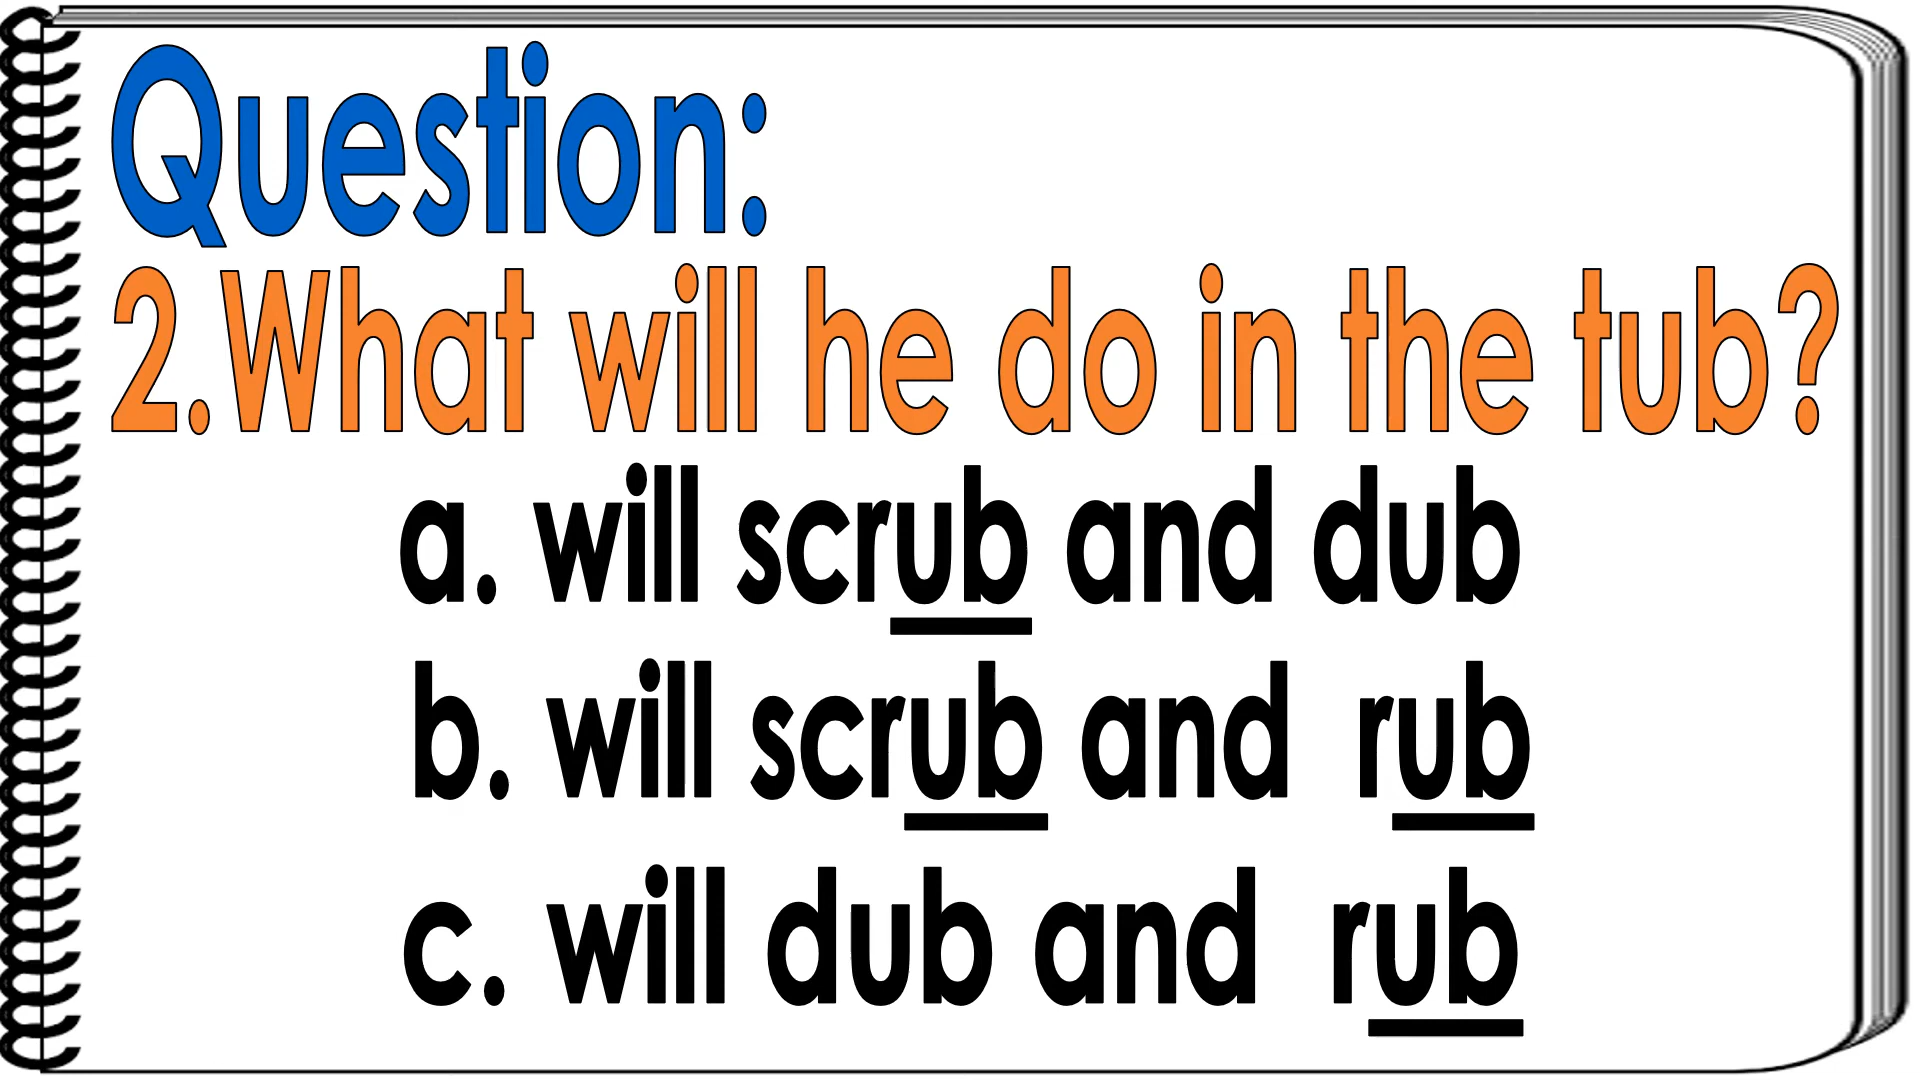 Question:
2.What will he do in the tub?
a. will scrub and dub
b. will scrub and rub
c. will dub and rub